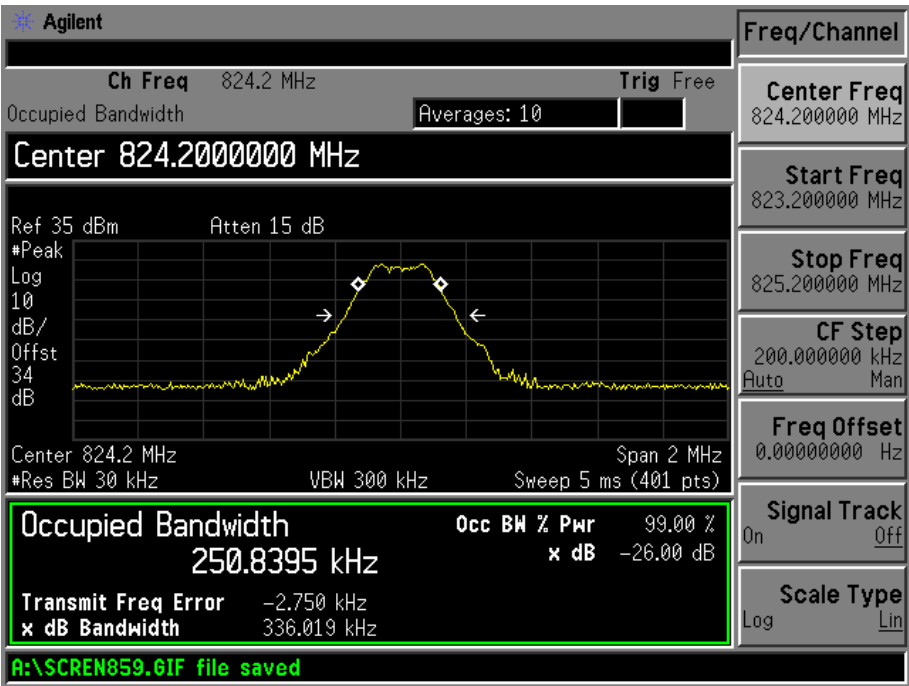 Agilent
Ch Freq 824.2 MHz Trig Free
Occupied Bandwidth Averages: 10
Center 824.2000000 MHz
Ref 35 dBm Atten 15 dB
#Peak
Log
10
dB/
Offst
34
dB
Center 824.2 MHz Span 2 MHz
#Res BW 30 kHz VBW 300 kHz Sweep 5 ms (401 pts)
Occupied Bandwidth Occ BW % Pwr 99.00 %
250.8395 kHz x dB -26.00 dB
Transmit Freq Error -2.750 kHz
x dB Bandwidth 336.019 kHz
A:\SCREN859.GIF file saved
Freq/Channel
Center Freq
824.200000 MHz
Start Freq
823.200000 MHz
Stop Freq
825.200000 MHz
CF Step
200.000000 kHz
Auto Man
Freq Offset
0.00000000 Hz
Signal Track
On Off
Scale Type
Log Lin